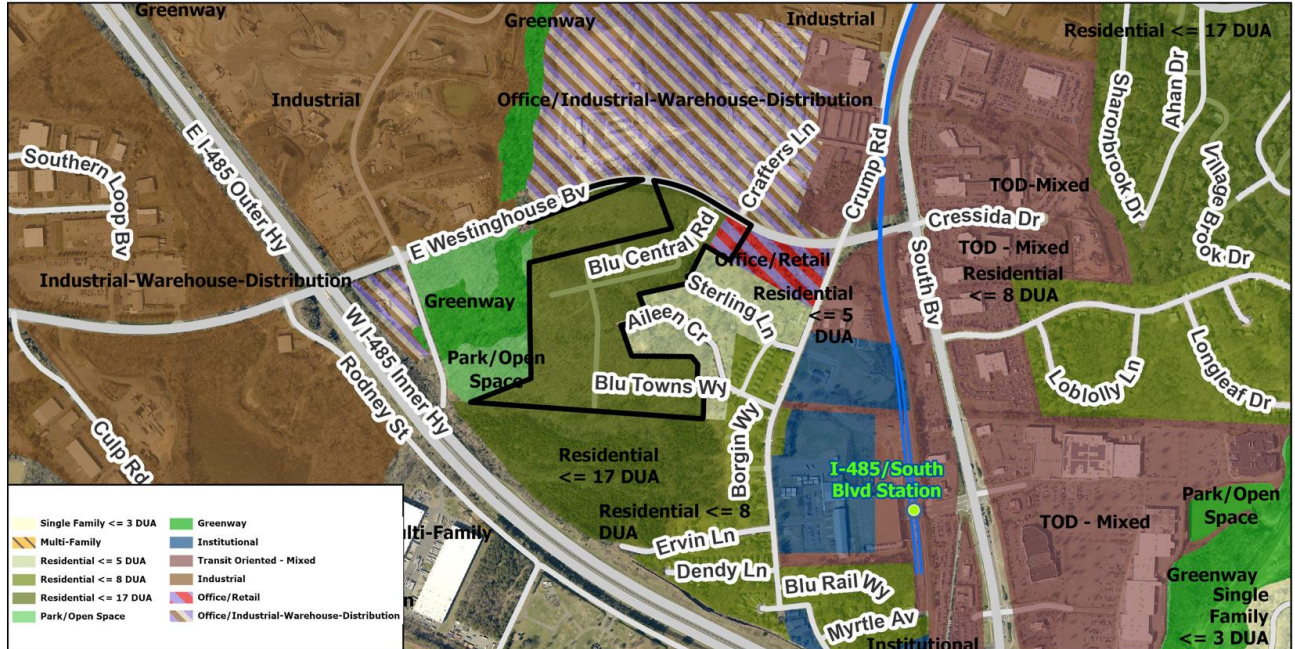 Greenway
Greenway
Industrial
Residential <= 17 DUA
Industrial
Office/Industrial-Warehouse-Distribution
Sharonbrook Dr
Ahan Dr
Village Brook Dr
Southern Loop Bv
E I-485 Outer Hy
E Westinghouse Bv
Crafters Ln
Crump Rd
TOD-Mixed
Cressida Dr
TOD - Mixed
Blu Central Rd
Office/Retail
South Bv
Residential
<= 8 DUA
Industrial-Warehouse-Distribution
Greenway
Sterling Ln
Residential
<= 5
DUA
Aileen Cr
W I-485 Inner Hy
Rodney St
Park/Open
Space
Blu Towns Wy
Loblolly Ln
Longleaf Dr
Culp Rd
Borgin Wy
Residential
<= 17 DUA
I-485/South
Blvd Station
Residential <= 8
DUA
TOD - Mixed
Park/Open
Space
Ervin Ln
Dendy Ln
Blu Rail Wy
Myrtle Av
Institutional
Greenway
Single
Family
<= 3 DUA
lti-Family
Single Family <= 3 DUA
Multi-Family
Residential <= 5 DUA
Residential <= 8 DUA
Residential <= 17 DUA
Park/Open Space
Greenway
Institutional
Transit Oriented - Mixed
Industrial
Office/Retail
Office/Industrial-Warehouse-Distribution